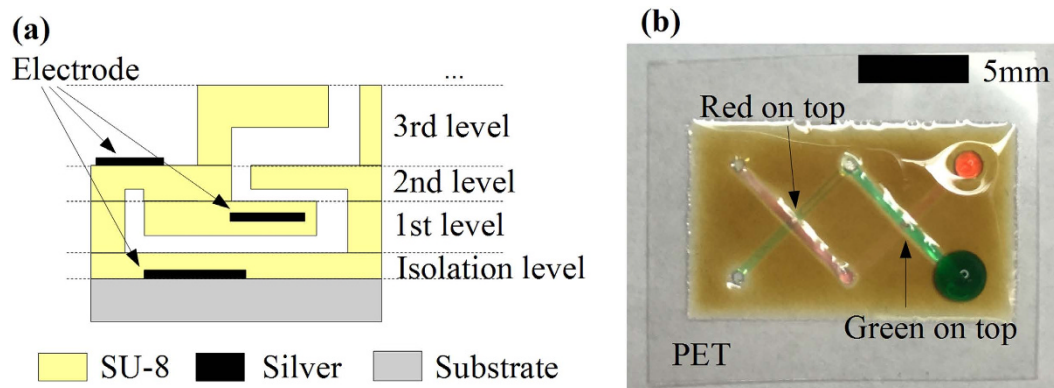 (a)
Electrode
...
3rd level
2nd level
1st level
Isolation level
SU-8
Silver
Substrate
(b)
5mm
Red on top
Green on top
PET